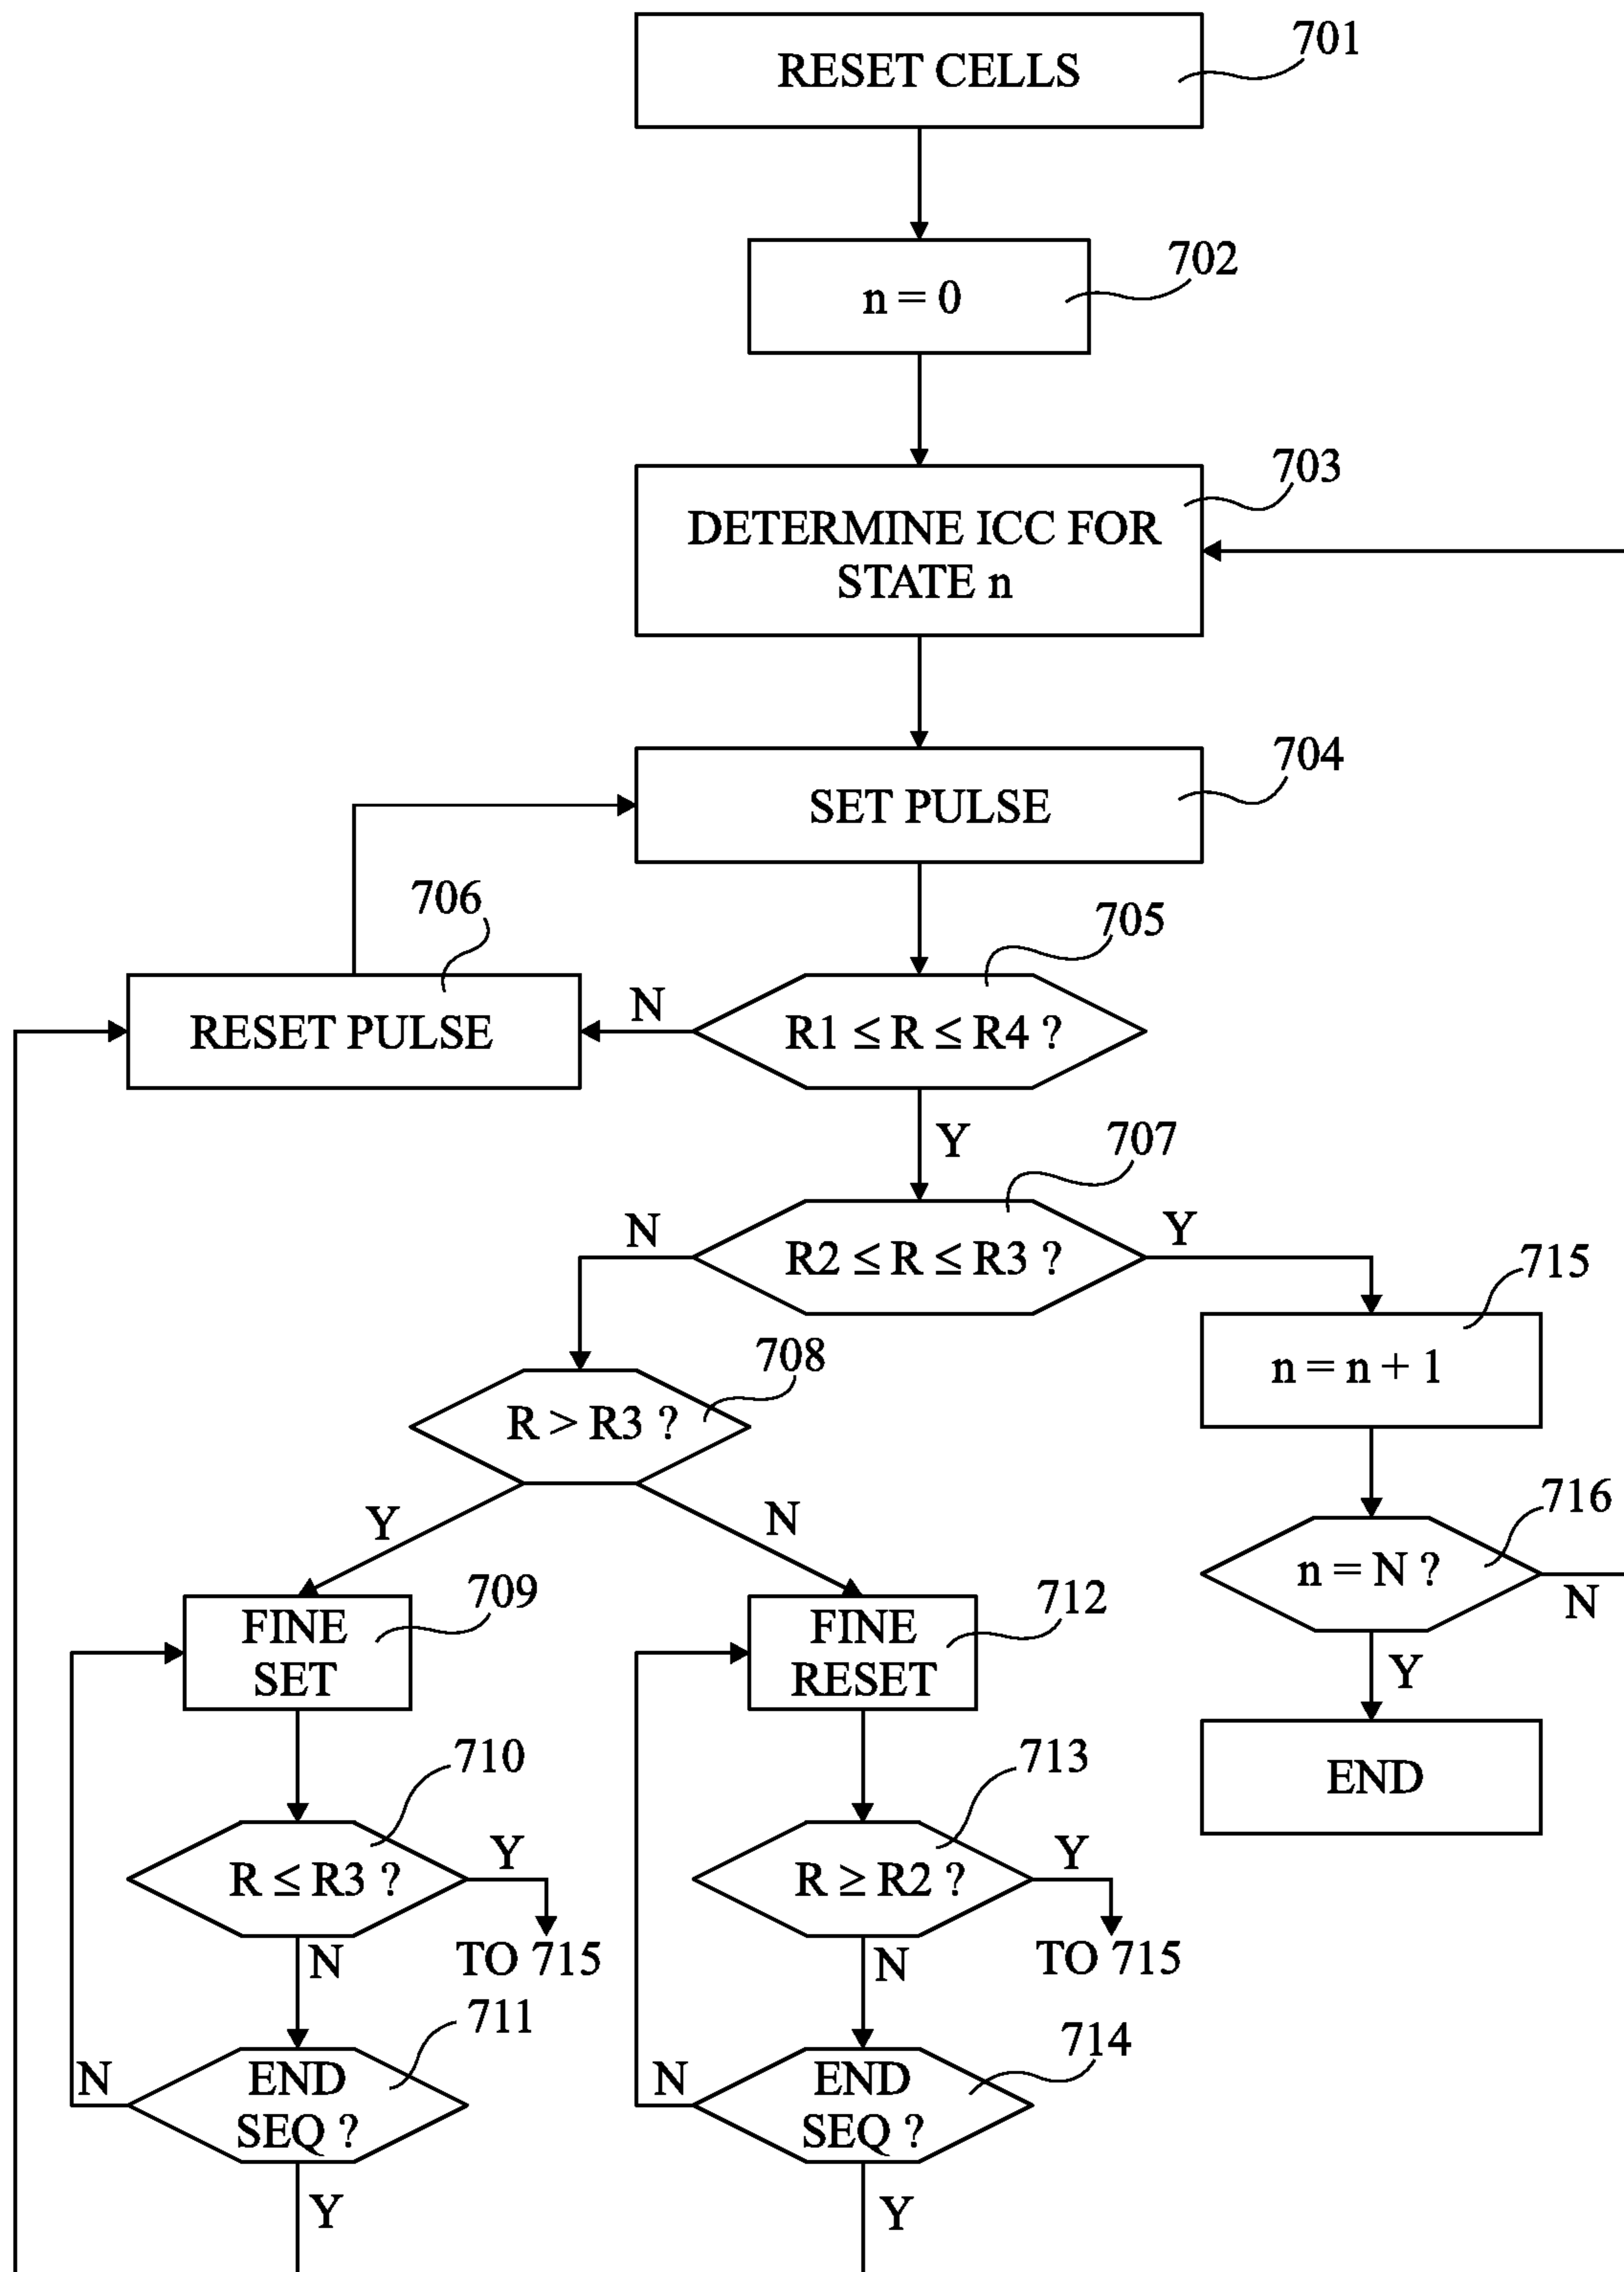 RESET CELLS
701
n = 0
702
DETERMINE ICC FOR
STATE n
703
SET PULSE
704
706
RESET PULSE
N
705
R1 ≤ R ≤ R4 ?
Y
707
N
R2 ≤ R ≤ R3 ?
Y
715
n = n + 1
708
R > R3 ?
Y
N
716
n = N ?
N
Y
END
709
FINE
SET
712
FINE
RESET
710
R ≤ R3 ?
Y
TO 715
N
713
R ≥ R2 ?
Y
TO 715
N
711
END
SEQ ?
N
Y
714
END
SEQ ?
N
Y